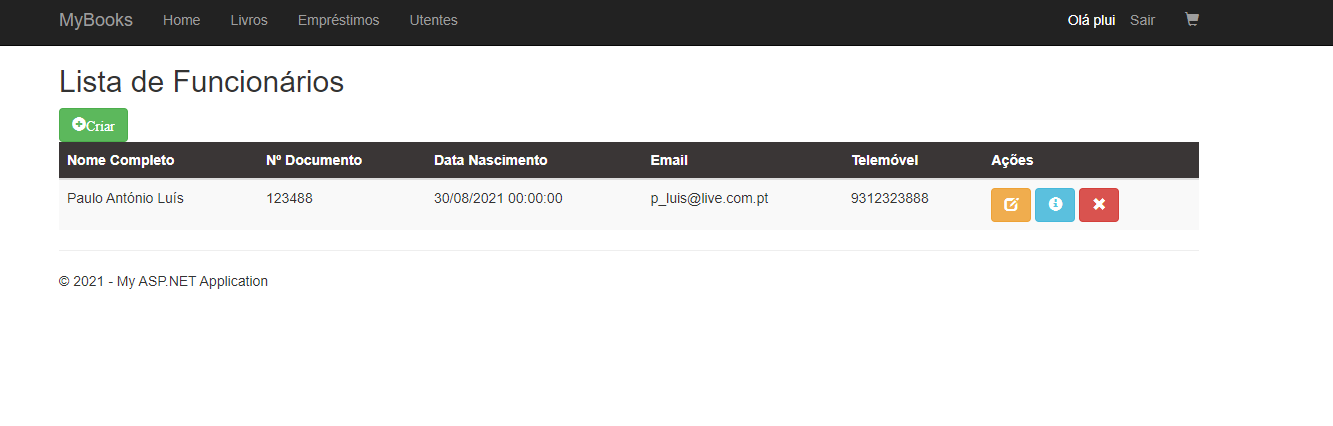 MyBooks Home Livros Empréstimos Utentes Olá plui Sair
Lista de Funcionários
Criar
Nome Completo Nº Documento Data Nascimento Email Telemóvel Ações
Paulo António Luís 123488 30/08/2021 00:00:00 p_luis@live.com.pt 9312323888
© 2021 - My ASP.NET Application